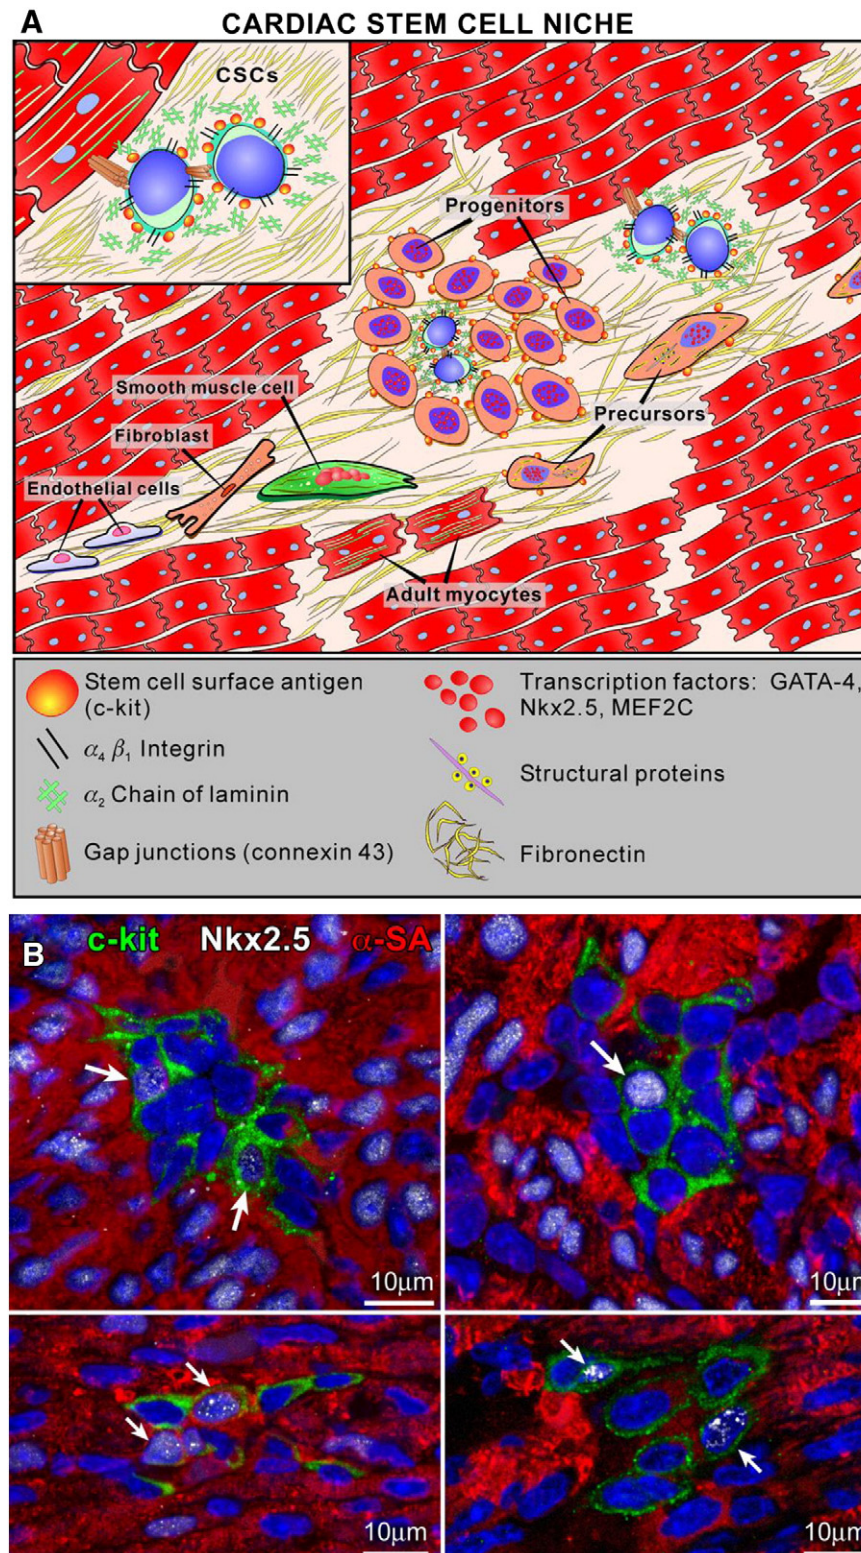 A
CARDIAC STEM CELL NICHE
CSCs
Progenitors
Smooth muscle cell
Precursors
Fibroblast
Endothelial cells
Adult myocytes
Stem cell surface antigen
(c-kit)
α₄ β₁ Integrin
α₂ Chain of laminin
Gap junctions (connexin 43)
Transcription factors: GATA-4,
Nkx2.5, MEF2C
Structural proteins
Fibronectin
B
c-kit Nkx2.5 α-SA
10μm
10μm
10μm
10μm